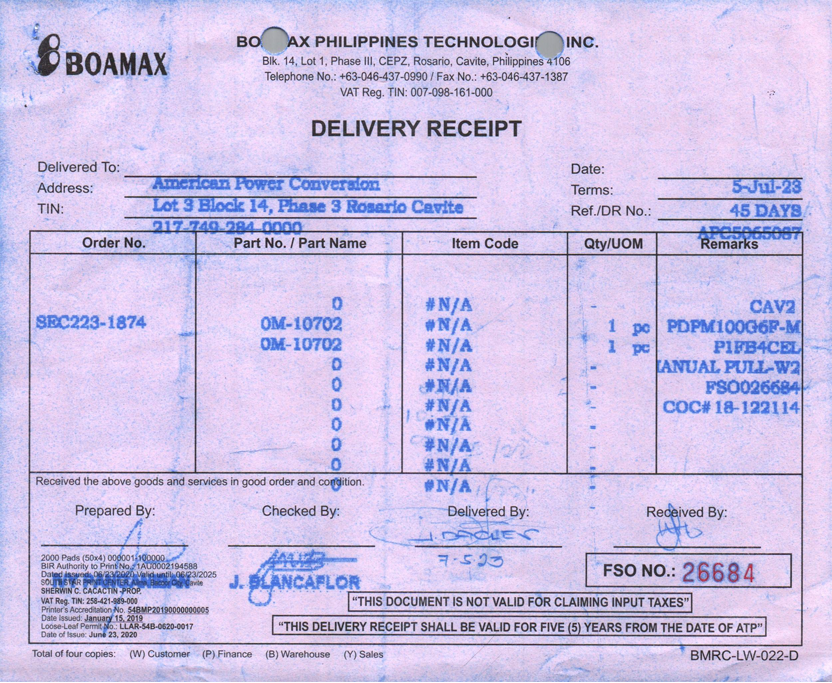 BOAMAX
BO AX PHILIPPINES TECHNOLOGI INC.
Blk. 14, Lot 1, Phase III, CEPZ, Rosario, Cavite, Philippines 4106
Telephone No.: +63-046-437-0990 / Fax No.: +63-046-437-1387
VAT Reg. TIN: 007-098-161-000
DELIVERY RECEIPT
Delivered To: Date:
Address: American Power Conversion Terms: 5-Jul-23
TIN: Lot 3 Block 14, Phase 3 Rosario Cavite Ref./DR No.: 45 DAYS
217-749-284-0000 APC5065087
Order No. Part No. / Part Name Item Code Qty/UOM Remarks
0 #N/A - CAV2
SEC223-1874 0M-10702 #N/A 1 pc PDPM100G6F-M
0M-10702 #N/A 1 pc P1FB4CEL
0 #N/A - ANUAL PULL-W2
0 #N/A - FSO026684
0 #N/A - COC# 18-122114
0 #N/A -
0 #N/A -
0 #N/A -
Received the above goods and services in good order and condition.
0 #N/A -
Prepared By: Checked By: Delivered By: Received By:
7-5-23
J. BLANCAFLOR
2000 Pads (50x4) 000001-100000
BIR Authority to Print No.: 1AU0002194588
Dated Issued: 06/23/2020 Valid until 06/23/2025
SHERWIN C. CACACTIN -PROP.
VAT Reg. TIN: 258-421-989-000
Printer's Accreditation No. 54BMP20190000000005
Date Issued: January 15, 2019
Loose-Leaf Permit No.: LLAR-54B-0620-0017
Date of Issue: June 23, 2020
FSO NO.: 26684
"THIS DOCUMENT IS NOT VALID FOR CLAIMING INPUT TAXES"
"THIS DELIVERY RECEIPT SHALL BE VALID FOR FIVE (5) YEARS FROM THE DATE OF ATP"
Total of four copies: (W) Customer (P) Finance (B) Warehouse (Y) Sales
BMRC-LW-022-D